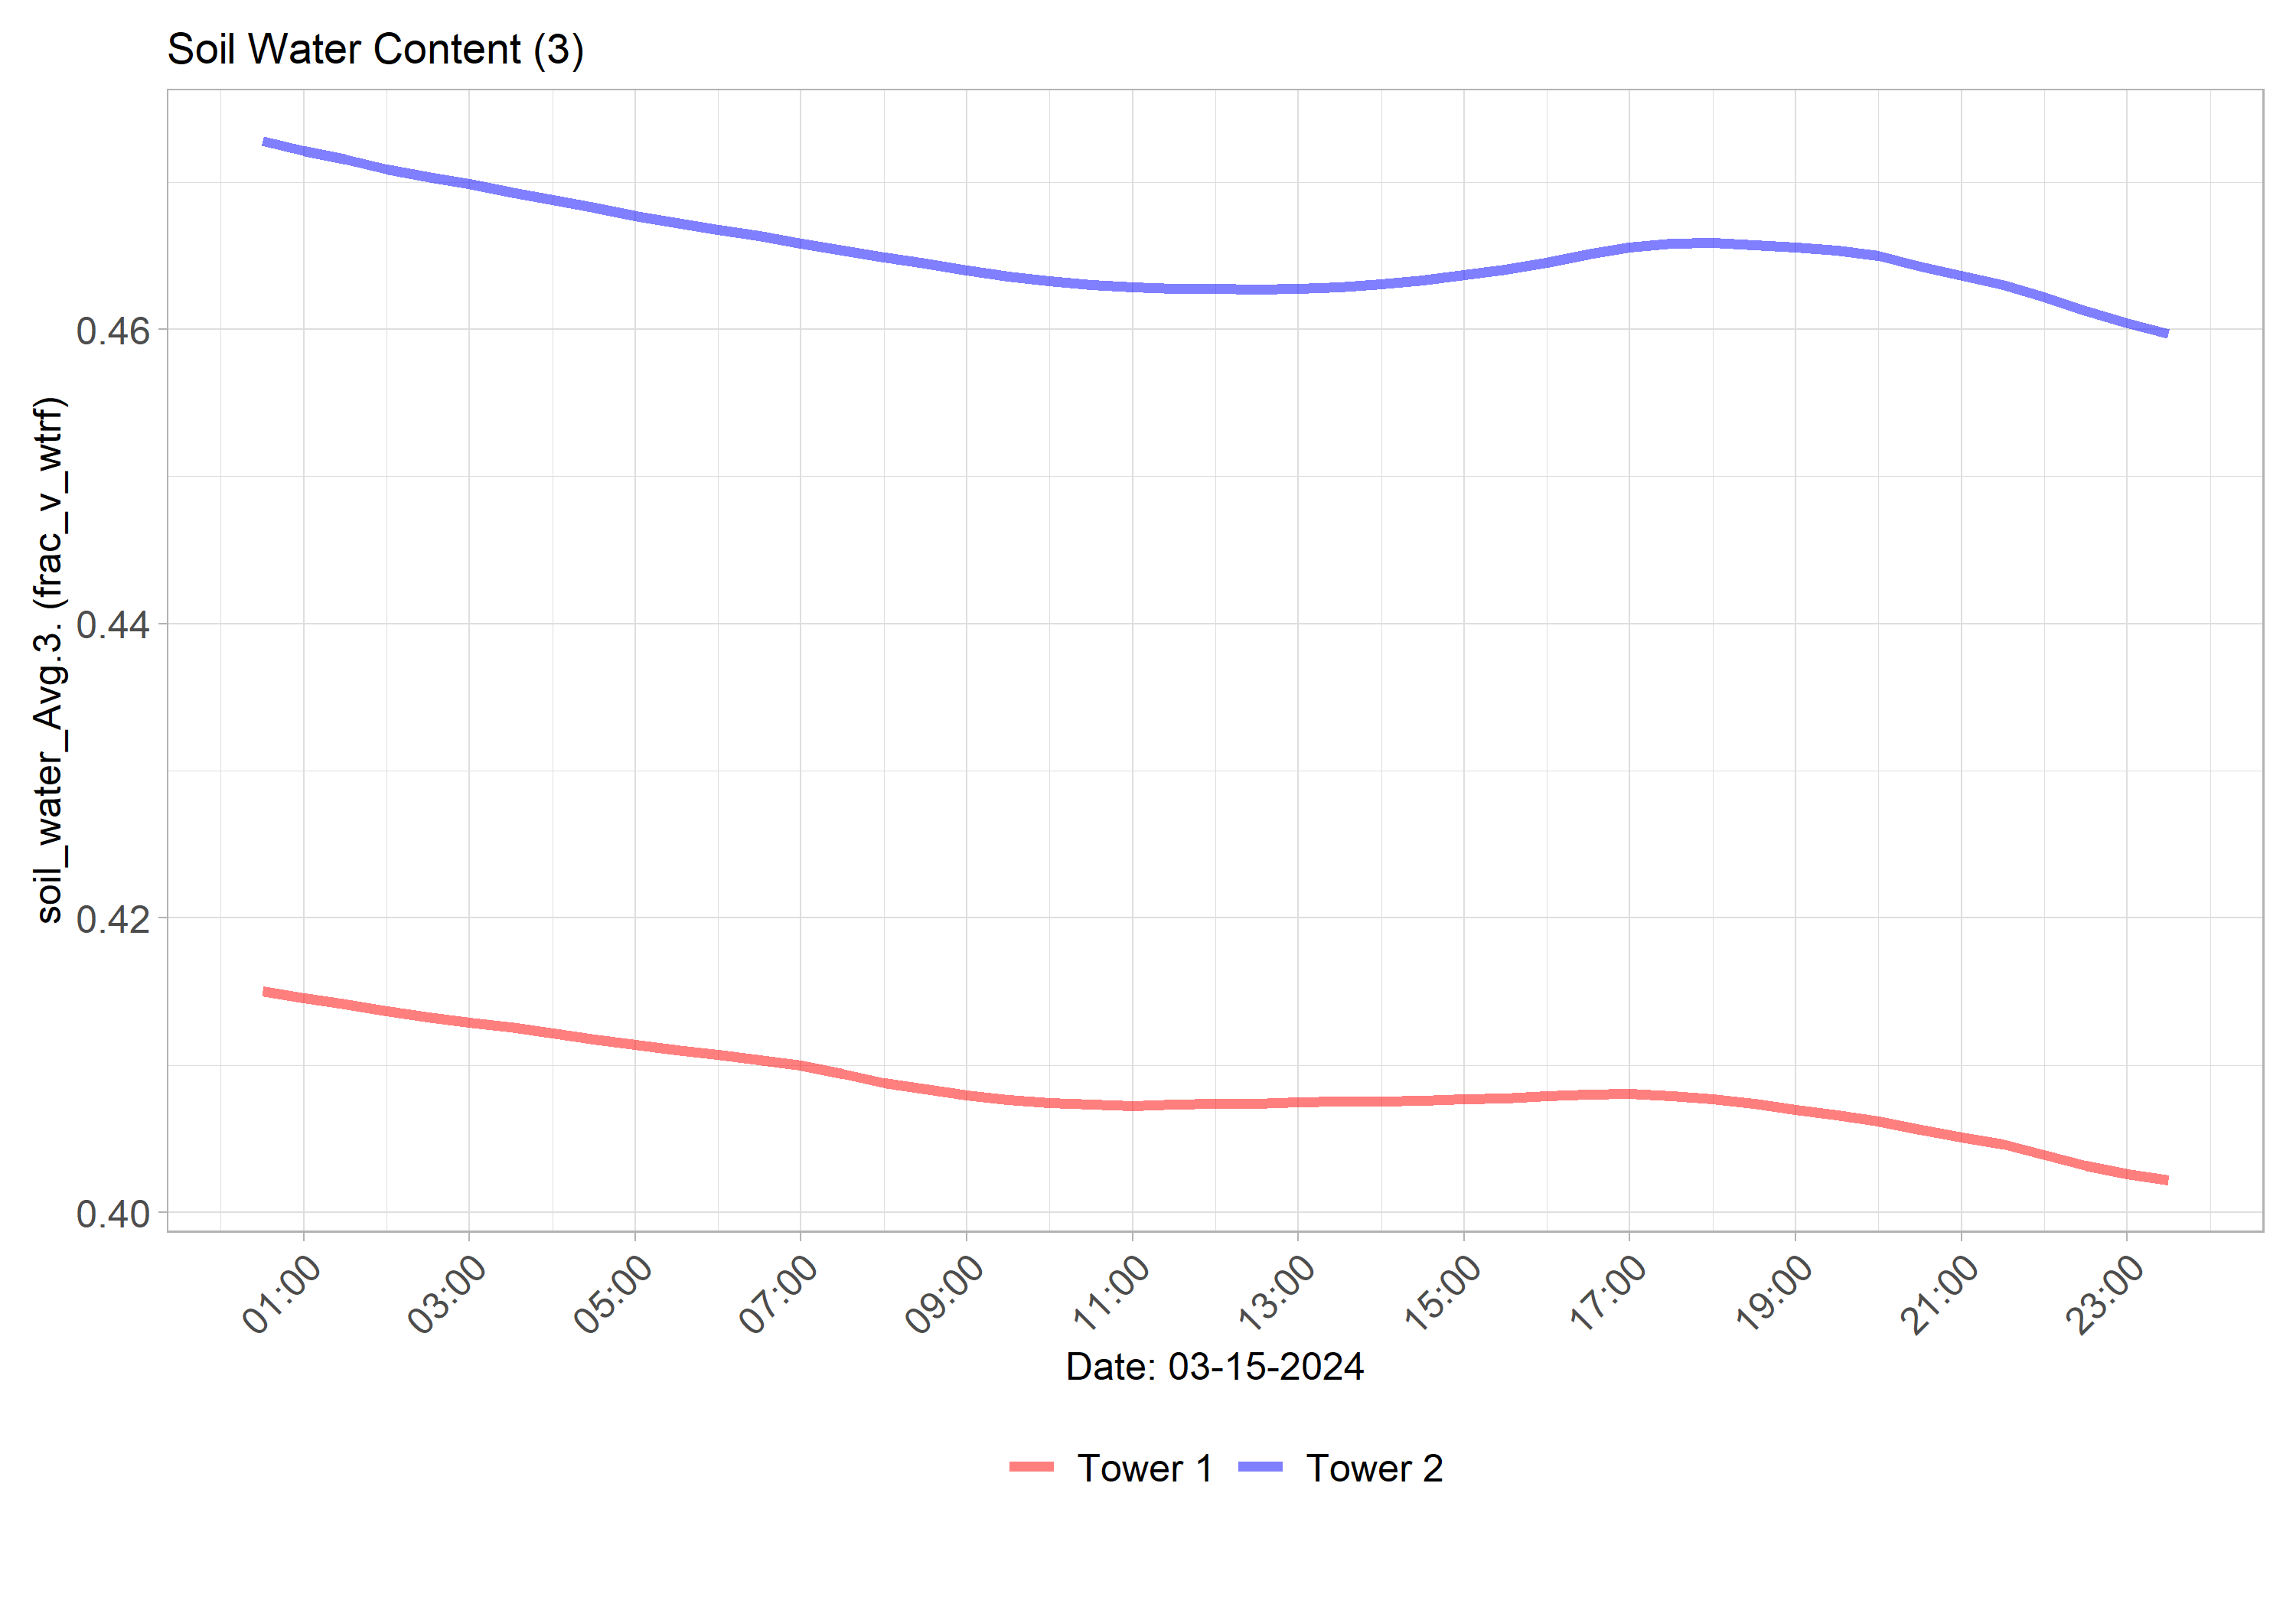 Soil Water Content (3)
soil_water_Avg.3. (frac_v_wtrf)
0.46
0.44
0.42
0.40
01:00 03:00 05:00 07:00 09:00 11:00 13:00 15:00 17:00 19:00 21:00 23:00
Date: 03-15-2024
Tower 1 Tower 2